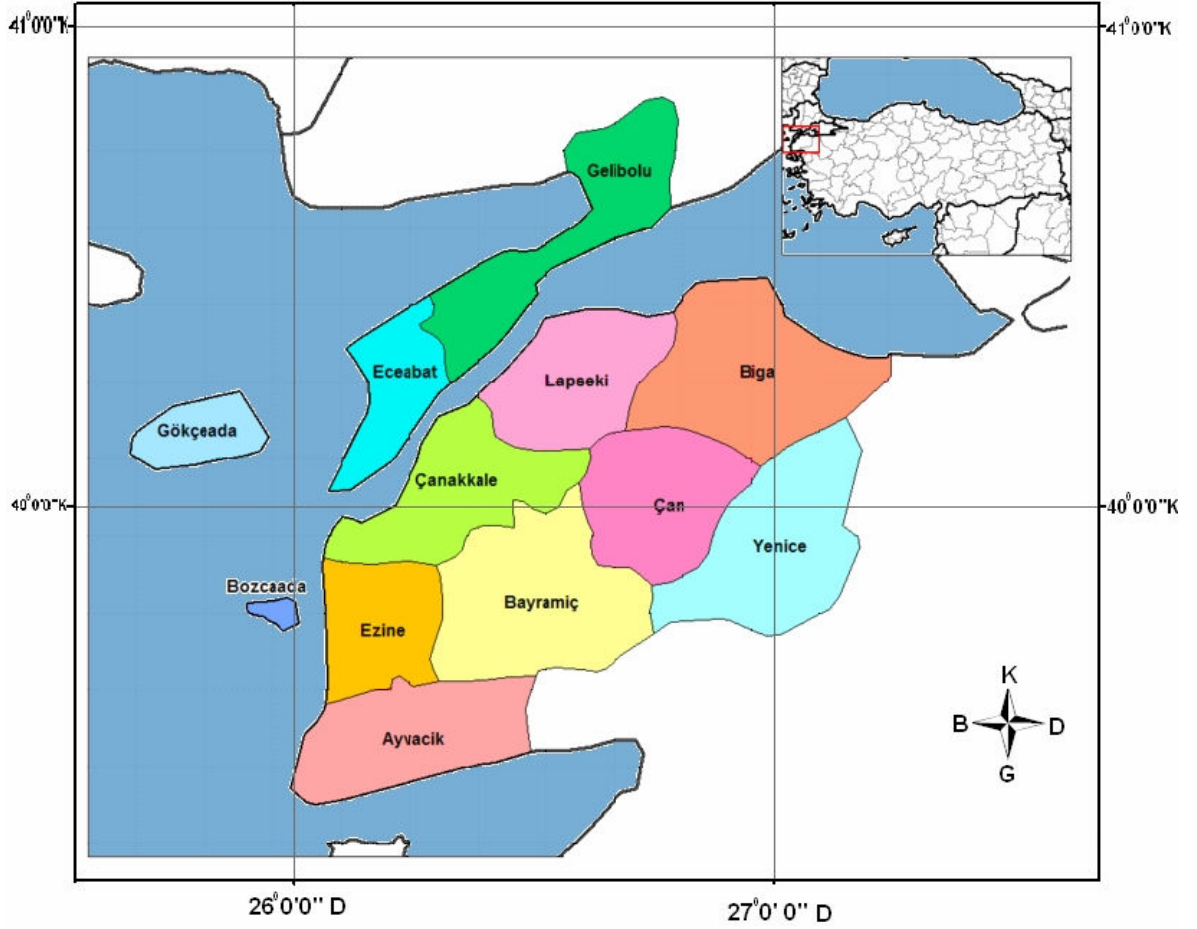 41°0'0''K
41°0'0''K
Gelibolu
Eceabat
Lapseki
Biga
Gökçeada
Çanakkale
Çan
40°0'0''K
40°0'0''K
Yenice
Bozcaada
Bayramiç
Ezine
K
B
D
G
Ayvacik
26°0'0'' D
27°0'0'' D